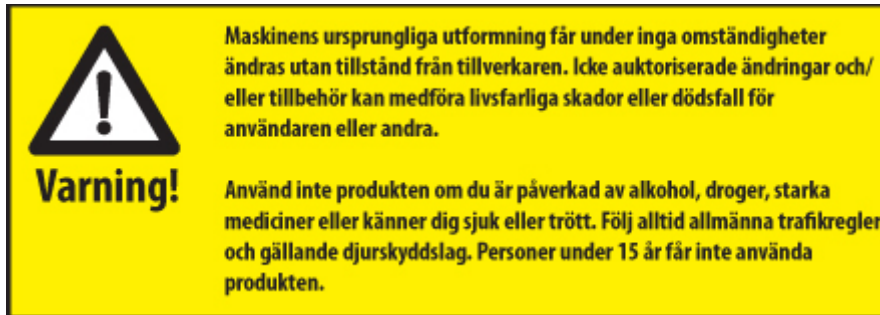 Varning!
Maskinens ursprungliga utformning får under inga omständigheter
ändras utan tillstånd från tillverkaren. Icke auktoriserade ändringar och/
eller tillbehör kan medföra livsfarliga skador eller dödsfall för
användaren eller andra.
Använd inte produkten om du är påverkad av alkohol, droger, starka
mediciner eller känner dig sjuk eller trött. Följ alltid allmänna trafikregler
och gällande djurskyddslag. Personer under 15 år får inte använda
produkten.